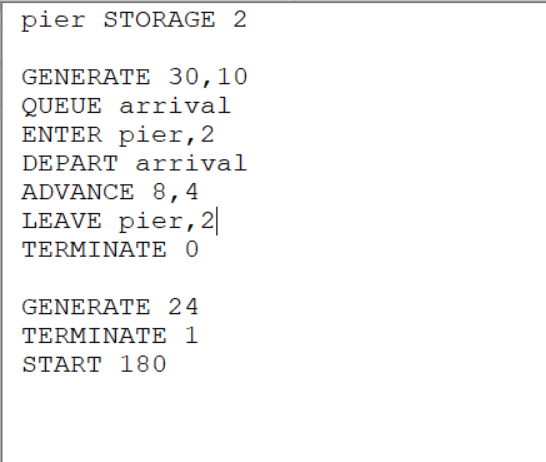 pier STORAGE 2
GENERATE 30,10
QUEUE arrival
ENTER pier,2
DEPART arrival
ADVANCE 8,4
LEAVE pier,2
TERMINATE 0
GENERATE 24
TERMINATE 1
START 180